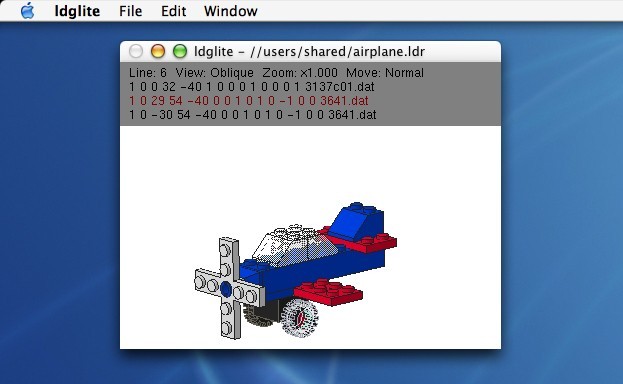 ldglite File Edit Window
ldglite - //users/shared/airplane.ldr
Line: 6 View: Oblique Zoom: x1.000 Move: Normal
1 0 0 32 -40 1 0 0 0 1 0 0 0 1 3137c01.dat
1 0 29 54 -40 0 0 1 0 1 0 -1 0 0 3641.dat
1 0 -30 54 -40 0 0 1 0 1 0 -1 0 0 3641.dat